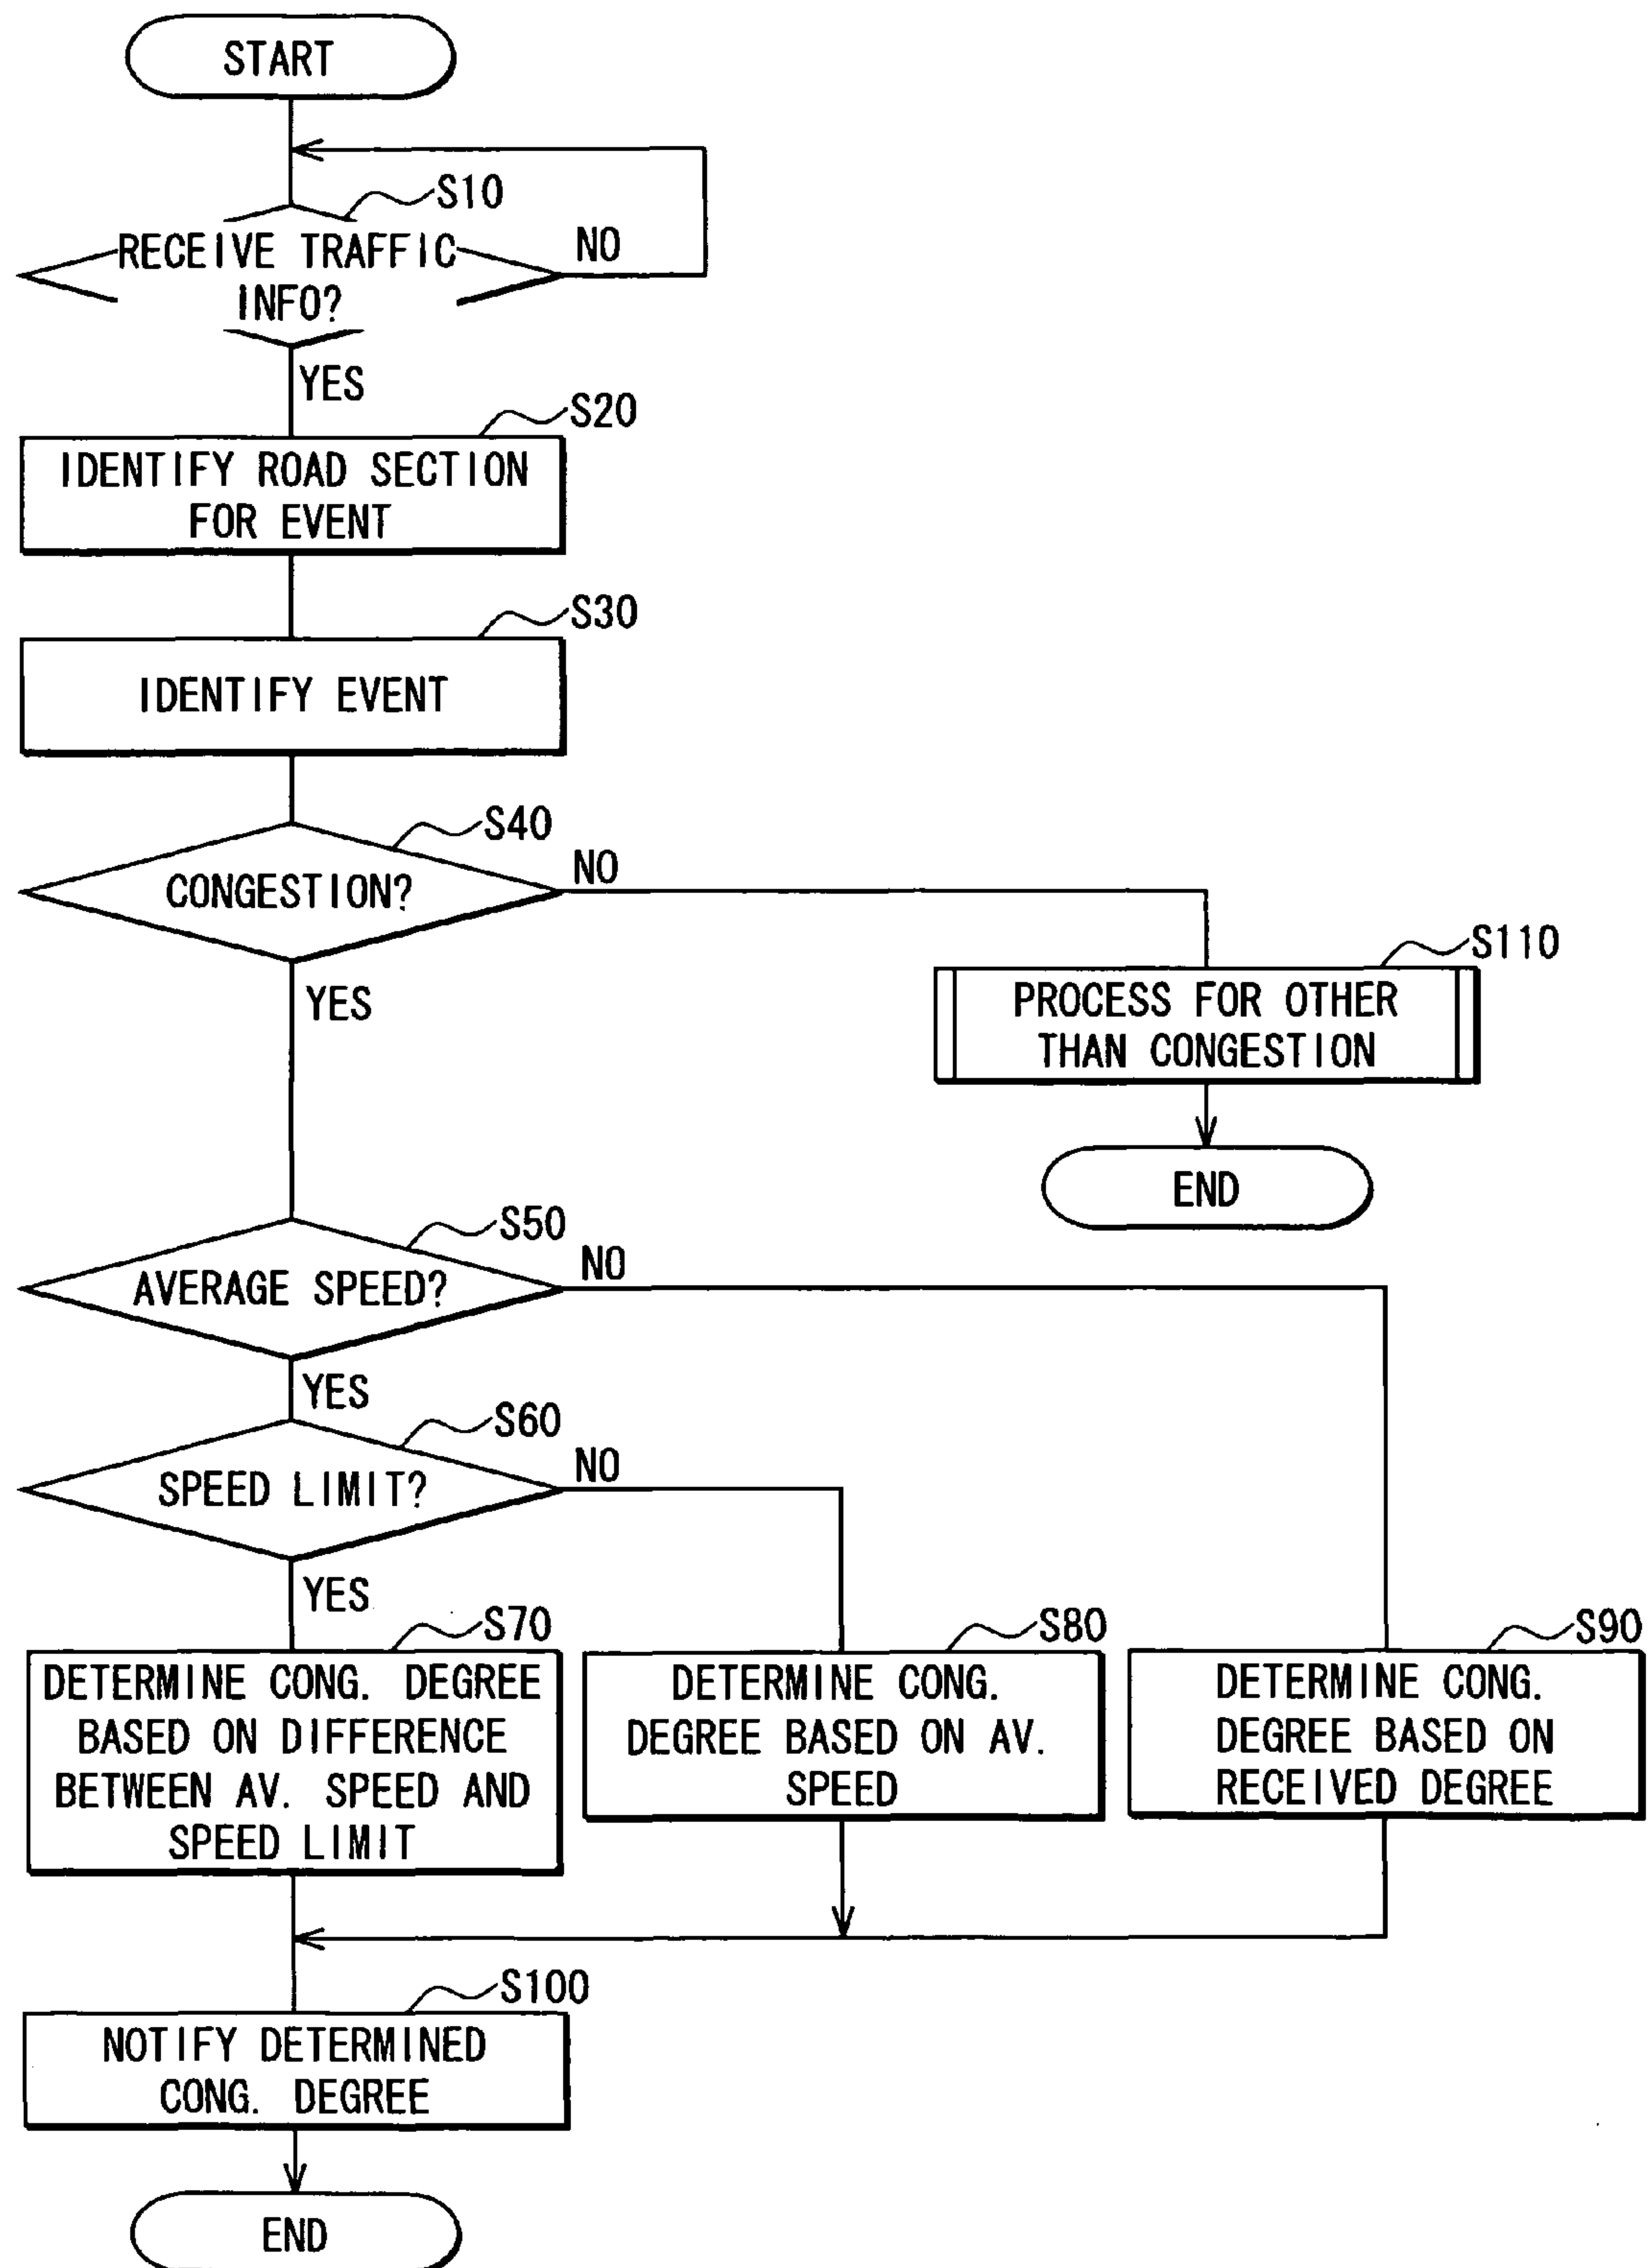 START
S10
RECEIVE TRAFFIC
INFO?
NO
YES
S20
IDENTIFY ROAD SECTION
FOR EVENT
S30
IDENTIFY EVENT
S40
CONGESTION?
NO
YES
S110
PROCESS FOR OTHER
THAN CONGESTION
END
S50
AVERAGE SPEED?
NO
YES
S60
SPEED LIMIT?
NO
YES
S70
DETERMINE CONG. DEGREE
BASED ON DIFFERENCE
BETWEEN AV. SPEED AND
SPEED LIMIT
S80
DETERMINE CONG.
DEGREE BASED ON AV.
SPEED
S90
DETERMINE CONG.
DEGREE BASED ON
RECEIVED DEGREE
S100
NOTIFY DETERMINED
CONG. DEGREE
END